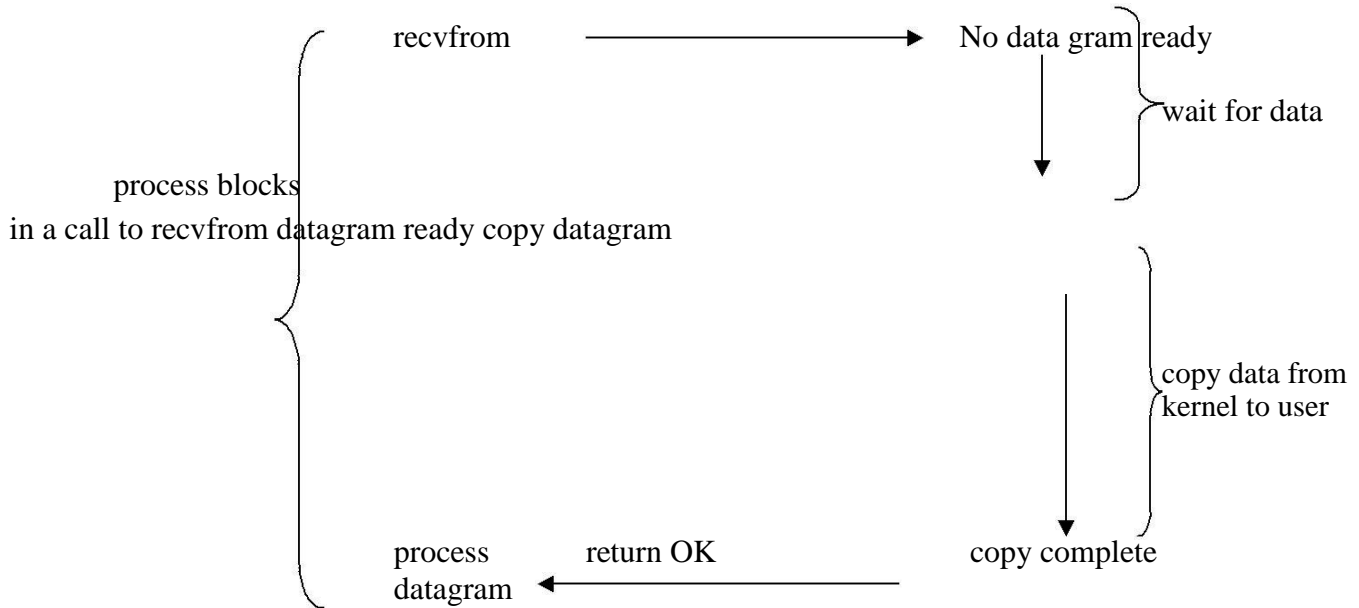 recvfrom No data gram ready
wait for data
process blocks
in a call to recvfrom datagram ready copy datagram
copy data from
kernel to user
process return OK copy complete
datagram